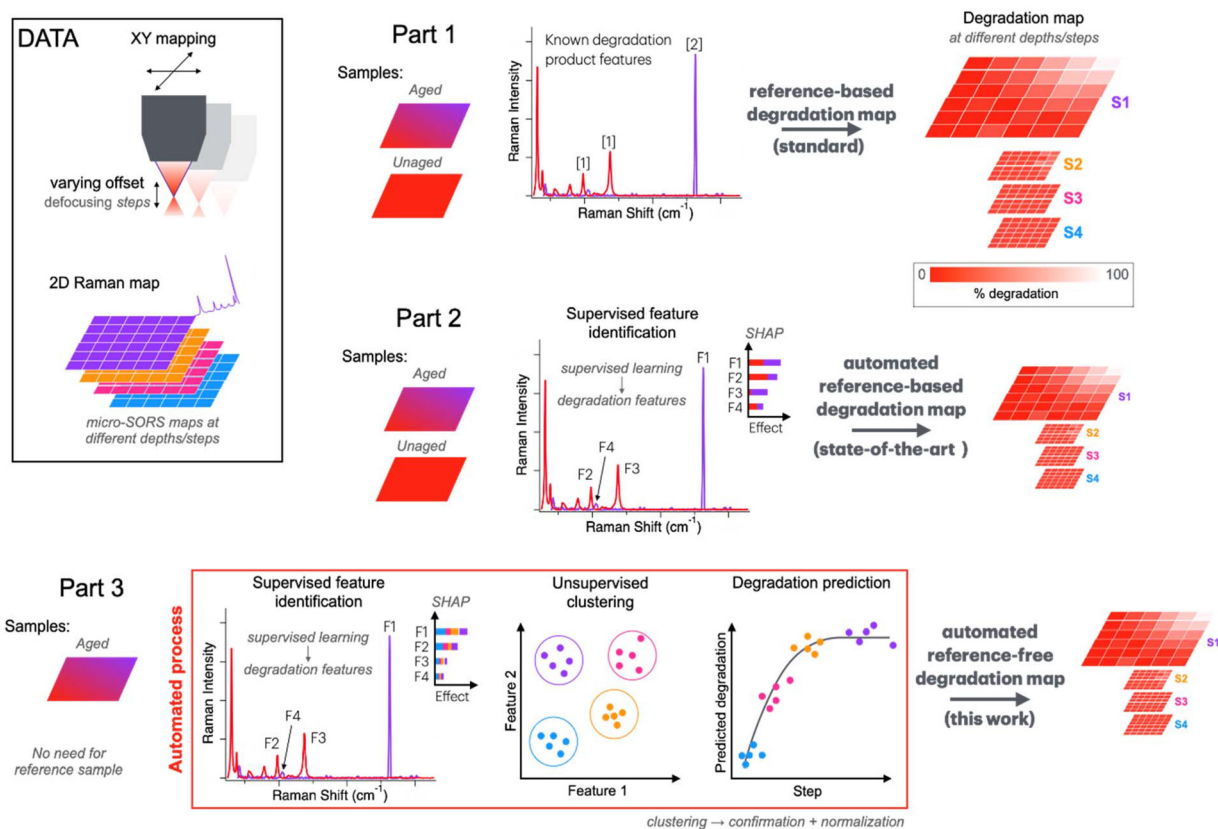 DATA
XY mapping
varying offset
defocusing steps
2D Raman map
micro-SORS maps at
different depths/steps
Part 1
Samples:
Aged
Unaged
Known degradation
product features
[2]
[1]
[1]
Raman Intensity
Raman Shift (cm-1)
reference-based
degradation map
(standard)
Degradation map
at different depths/steps
S1
S2
S3
S4
0
100
% degradation
Part 2
Samples:
Aged
Unaged
Supervised feature
identification
supervised learning
degradation features
F1
F4
F2
F3
Raman Intensity
Raman Shift (cm-1)
SHAP
F1
F2
F3
F4
Effect
automated
reference-based
degradation map
(state-of-the-art )
S1
S2
S3
S4
Part 3
Samples:
Aged
No need for
reference sample
Automated process
Supervised feature
identification
supervised learning
degradation features
F1
F4
F2
F3
Raman Intensity
Raman Shift (cm-1)
SHAP
F1
F2
F3
F4
Effect
Unsupervised
clustering
Feature 2
Feature 1
Degradation prediction
Predicted degradation
Step
clustering → confirmation + normalization
automated
reference-free
degradation map
(this work)
S1
S2
S3
S4